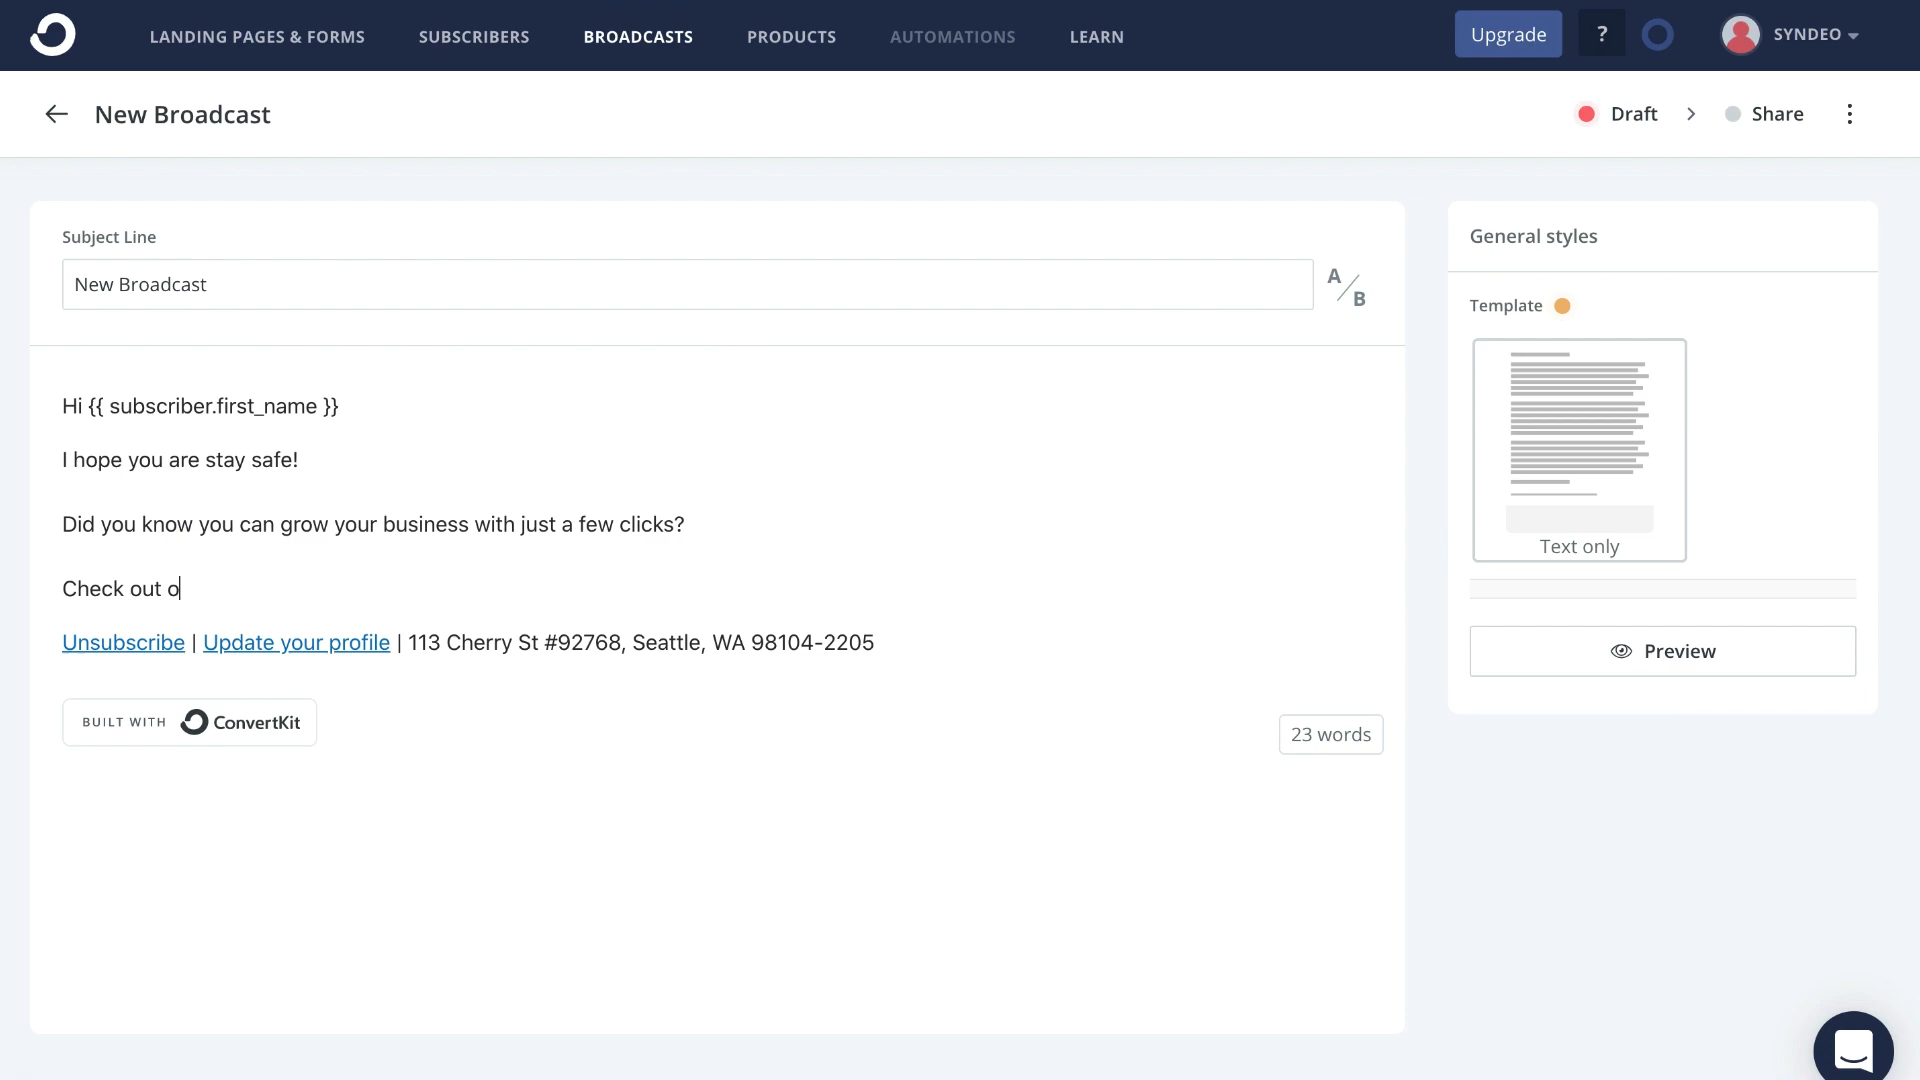 LANDING PAGES & FORMS SUBSCRIBERS BROADCASTS PRODUCTS AUTOMATIONS LEARN Upgrade ? SYNDEO
New Broadcast Draft Share
Subject Line
New Broadcast A/B
Hi {{ subscriber.first_name }}
I hope you are stay safe!
Did you know you can grow your business with just a few clicks?
Check out o
Unsubscribe | Update your profile | 113 Cherry St #92768, Seattle, WA 98104-2205
BUILT WITH ConvertKit
23 words
General styles
Template
Text only
Preview